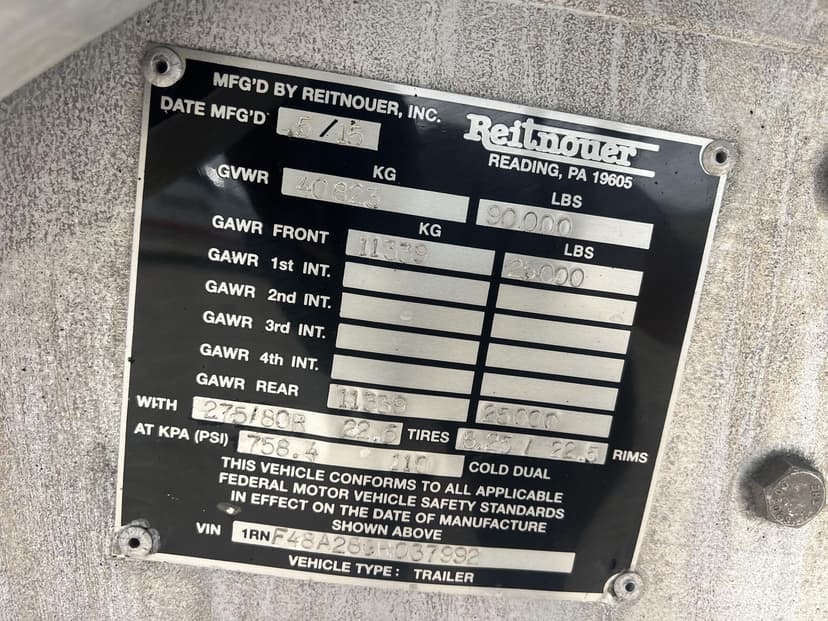 MFG'D BY REITNOUER, INC.
Reitnouer
DATE MFG'D 5/15
READING, PA 19605
KG LBS
GVWR 40823 90.000
KG LBS
GAWR FRONT 11339
GAWR 1st INT.
GAWR 2nd INT.
GAWR 3rd INT.
GAWR 4th INT.
GAWR REAR 11339 25000
WITH 275/80R 22.5 TIRES 8.25 / 22.5 RIMS
AT KPA (PSI) 758.4 110 COLD DUAL
THIS VEHICLE CONFORMS TO ALL APPLICABLE
FEDERAL MOTOR VEHICLE SAFETY STANDARDS
IN EFFECT ON THE DATE OF MANUFACTURE
SHOWN ABOVE
VIN
VEHICLE TYPE: TRAILER